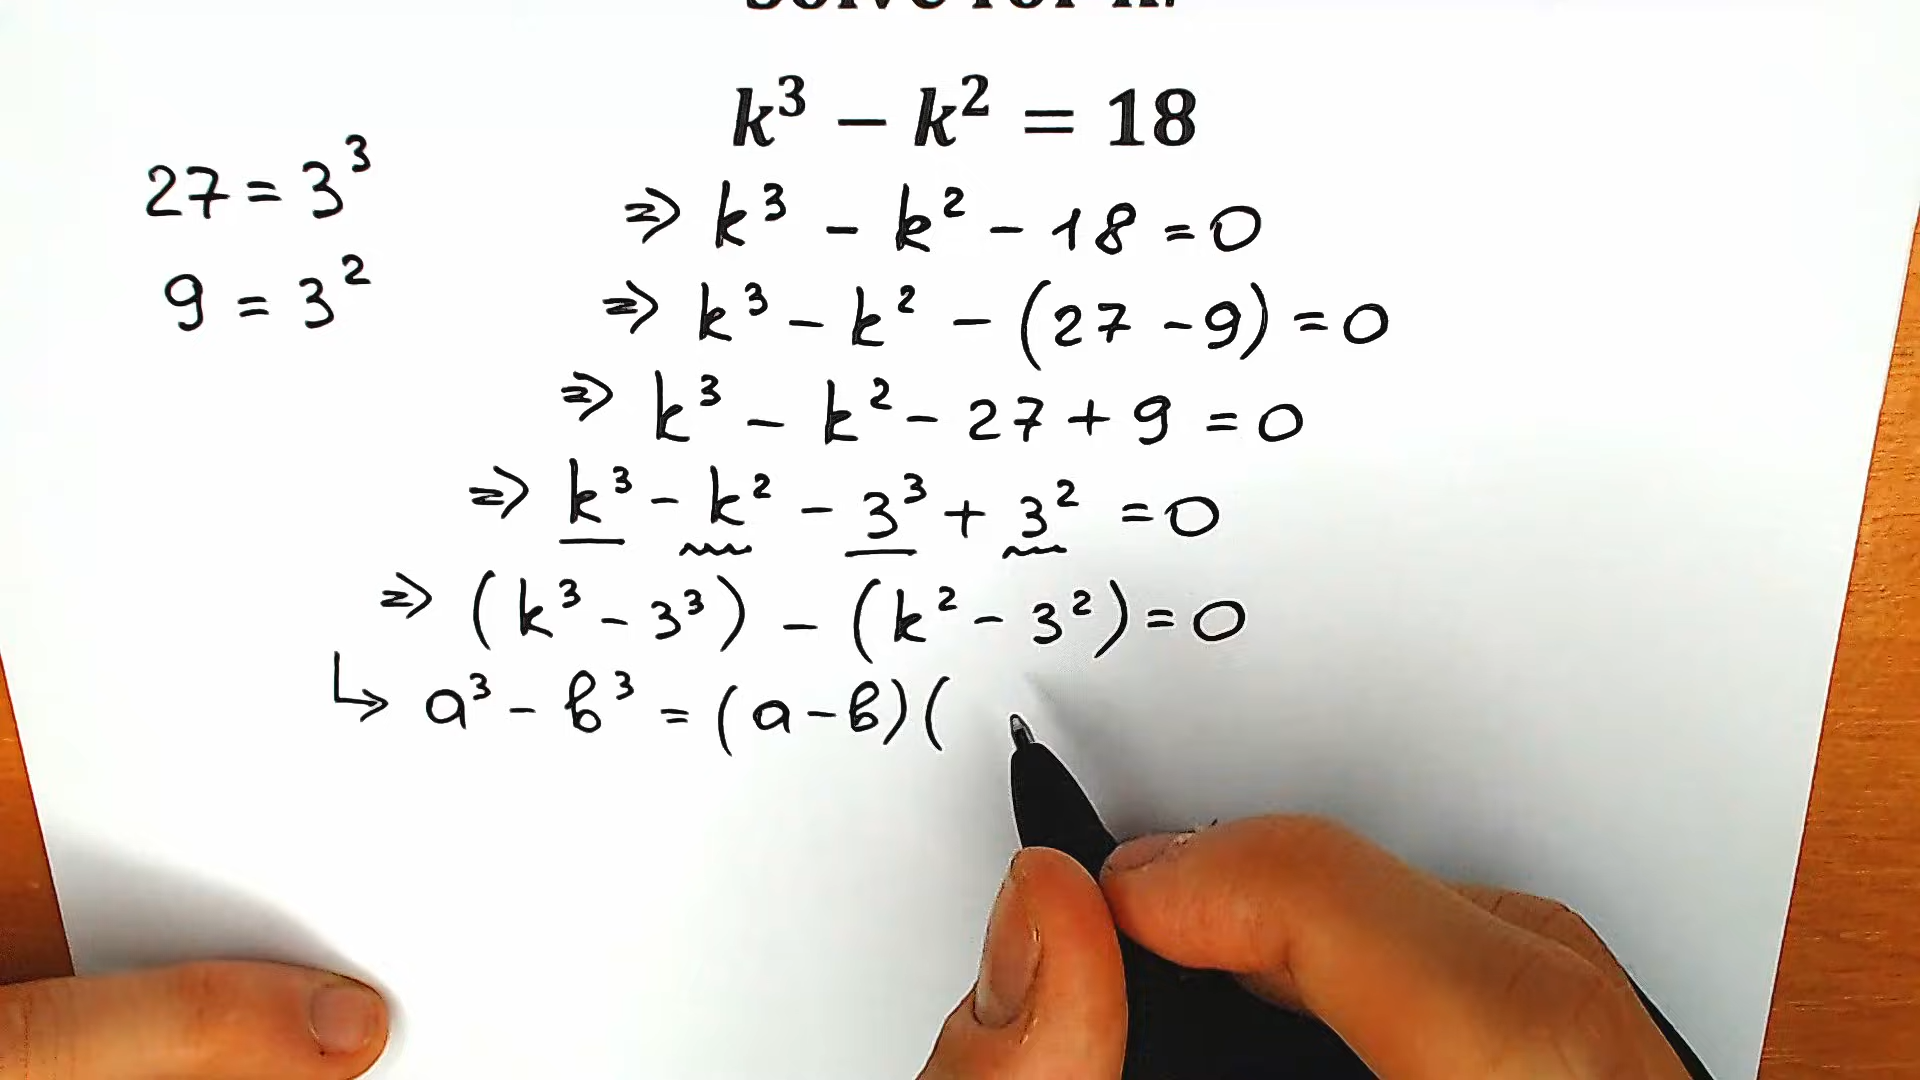 k³ − k² = 18
27 = 3³
9 = 3²
=> k³ − k² − 18 = 0
=> k³ − k² − (27 − 9) = 0
=> k³ − k² − 27 + 9 = 0
=> k³ − k² − 3³ + 3² = 0
=> (k³ − 3³) − (k² − 3²) = 0
↳ a³ − b³ = (a − b)(